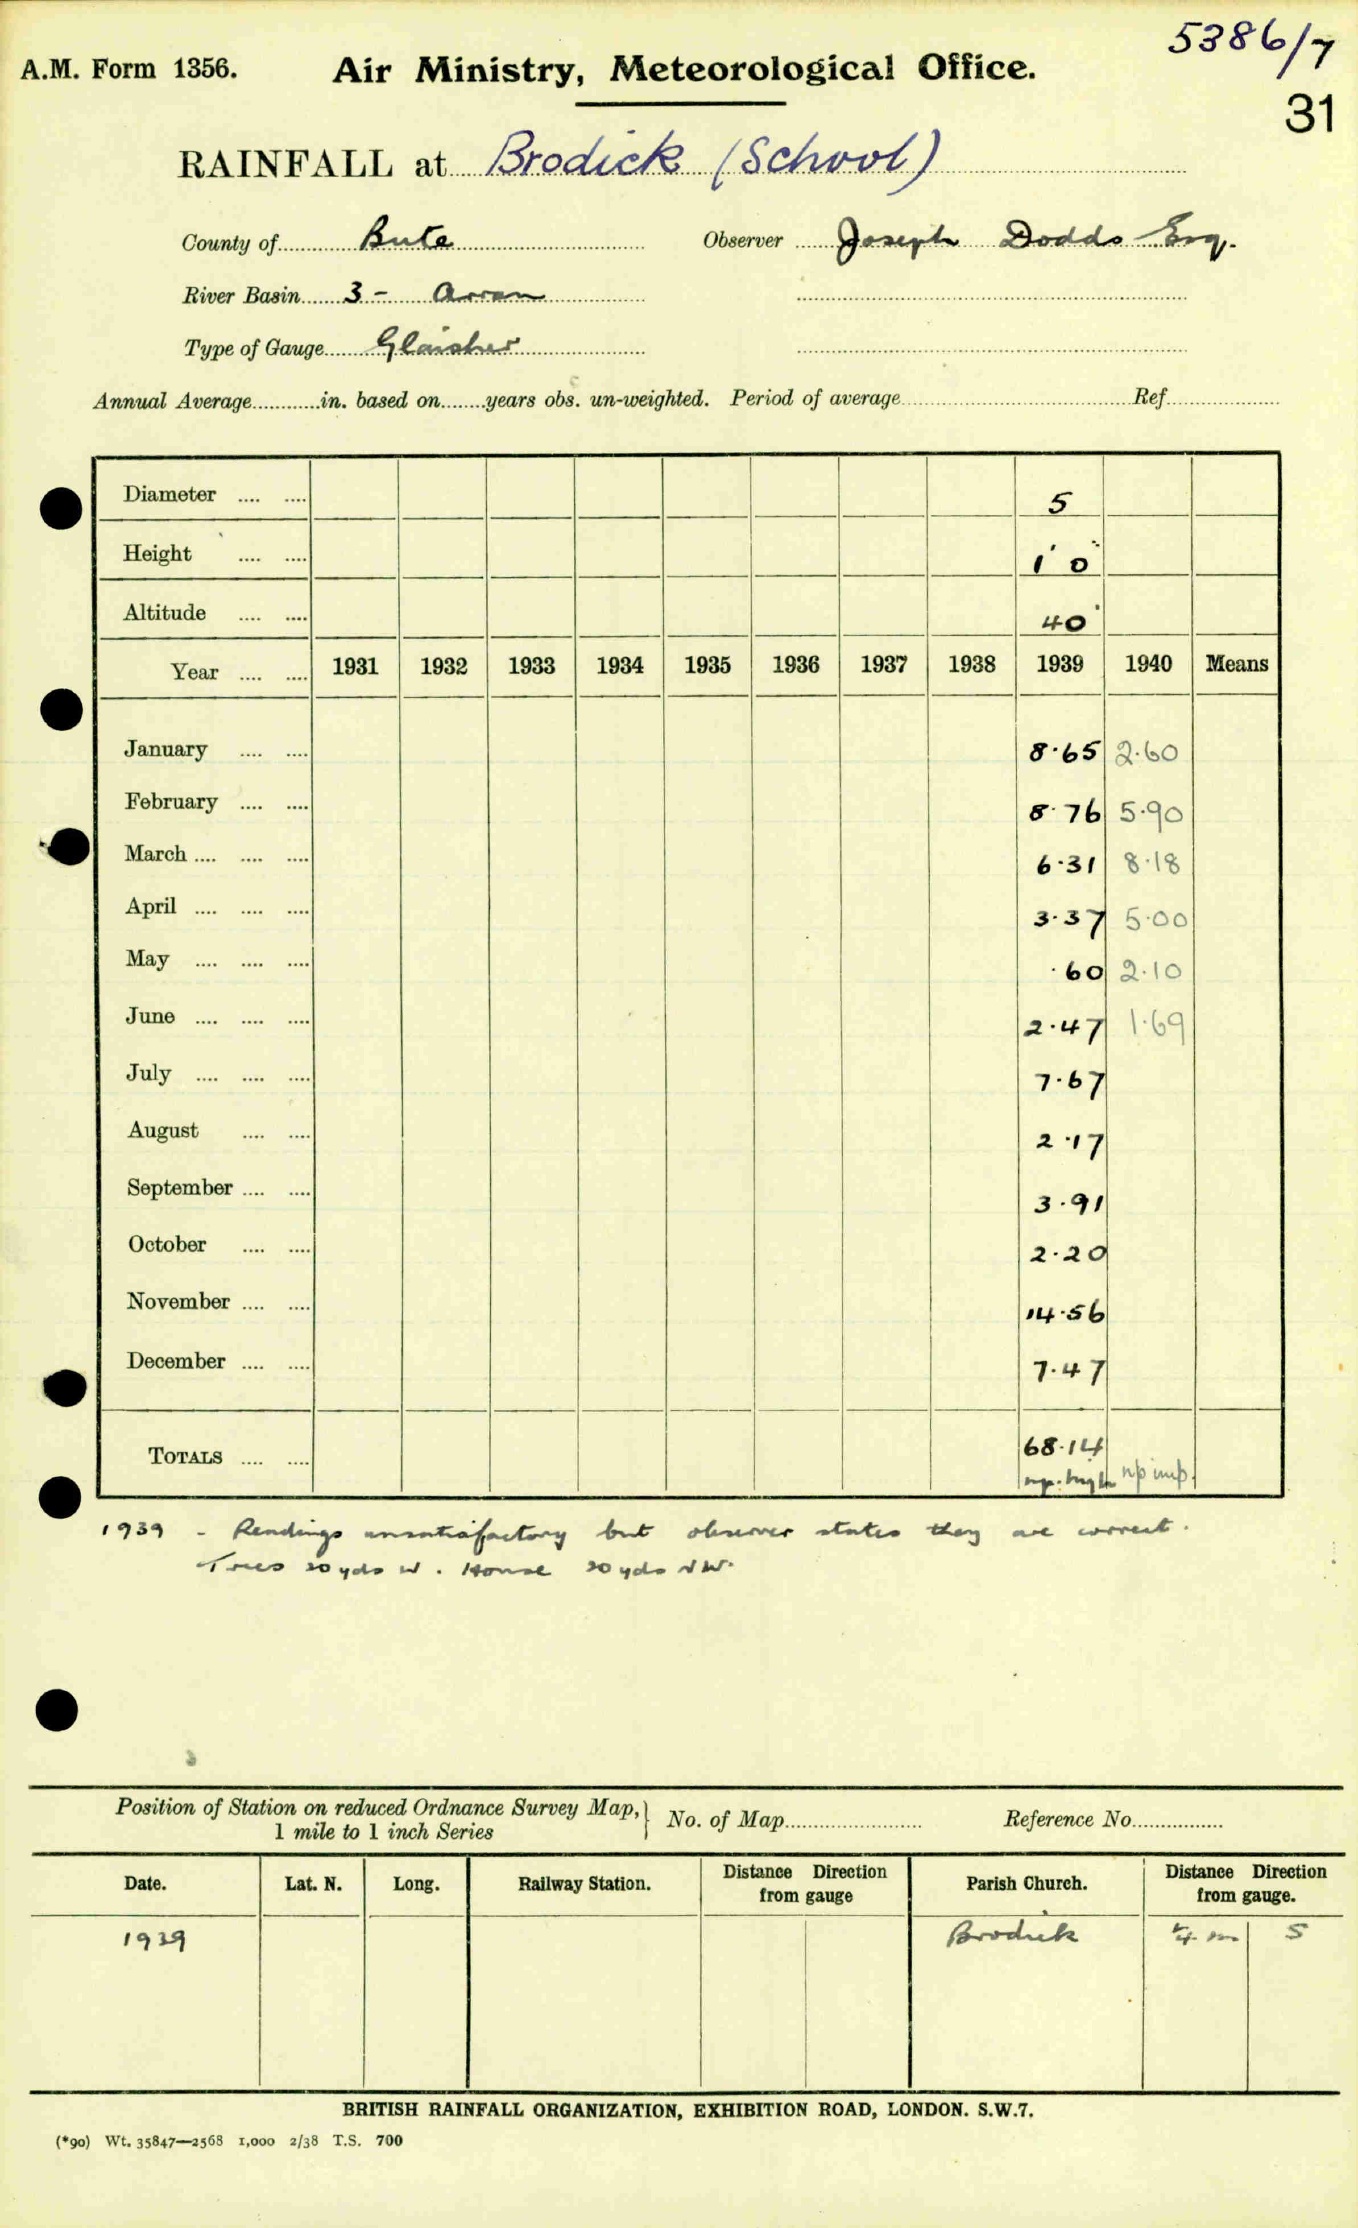 5386/7
A.M. Form 1356. Air Ministry, Meteorological Office.
31
RAINFALL at Brodick (School)
County of Bute Observer Joseph Dodds Esq.
River Basin 3 - Arran
Type of Gauge Glaisher
Annual Average............in. based on........years obs. un-weighted. Period of average.......... Ref..........
Diameter .... .... 5
Height .... .... 1' 0"
Altitude .... .... 40'
Year .... .... 1931 1932 1933 1934 1935 1936 1937 1938 1939 1940 Means
January .... .... 8.65 2.60
February .... .... 8.76 5.90
March .... .... .... 6.31 8.18
April .... .... .... 3.37 5.00
May .... .... .... .60 2.10
June .... .... .... 2.47 1.69
July .... .... .... 7.67
August .... .... 2.17
September .... .... 3.91
October .... .... 2.20
November .... .... 14.56
December .... .... 7.47
TOTALS .... .... 68.14
np. high np imp.
1939 - Readings unsatisfactory but observer states they are correct.
Trees 20 yds W. House 20 yds NW.
Position of Station on reduced Ordnance Survey Map, } No. of Map.......... Reference No..........
1 mile to 1 inch Series
Date. Lat. N. Long. Railway Station. Distance Direction from gauge Parish Church. Distance Direction from gauge.
1939 Brodick ¼ m S
BRITISH RAINFALL ORGANIZATION, EXHIBITION ROAD, LONDON. S.W.7.
(*90) Wt. 35847—2568 1,000 2/38 T.S. 700